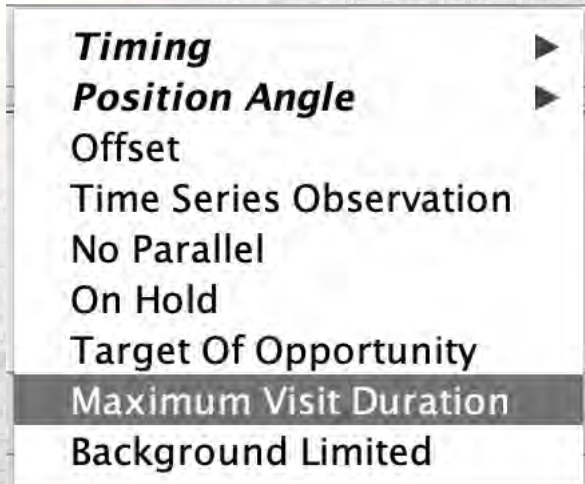 Timing
Position Angle
Offset
Time Series Observation
No Parallel
On Hold
Target Of Opportunity
Maximum Visit Duration
Background Limited